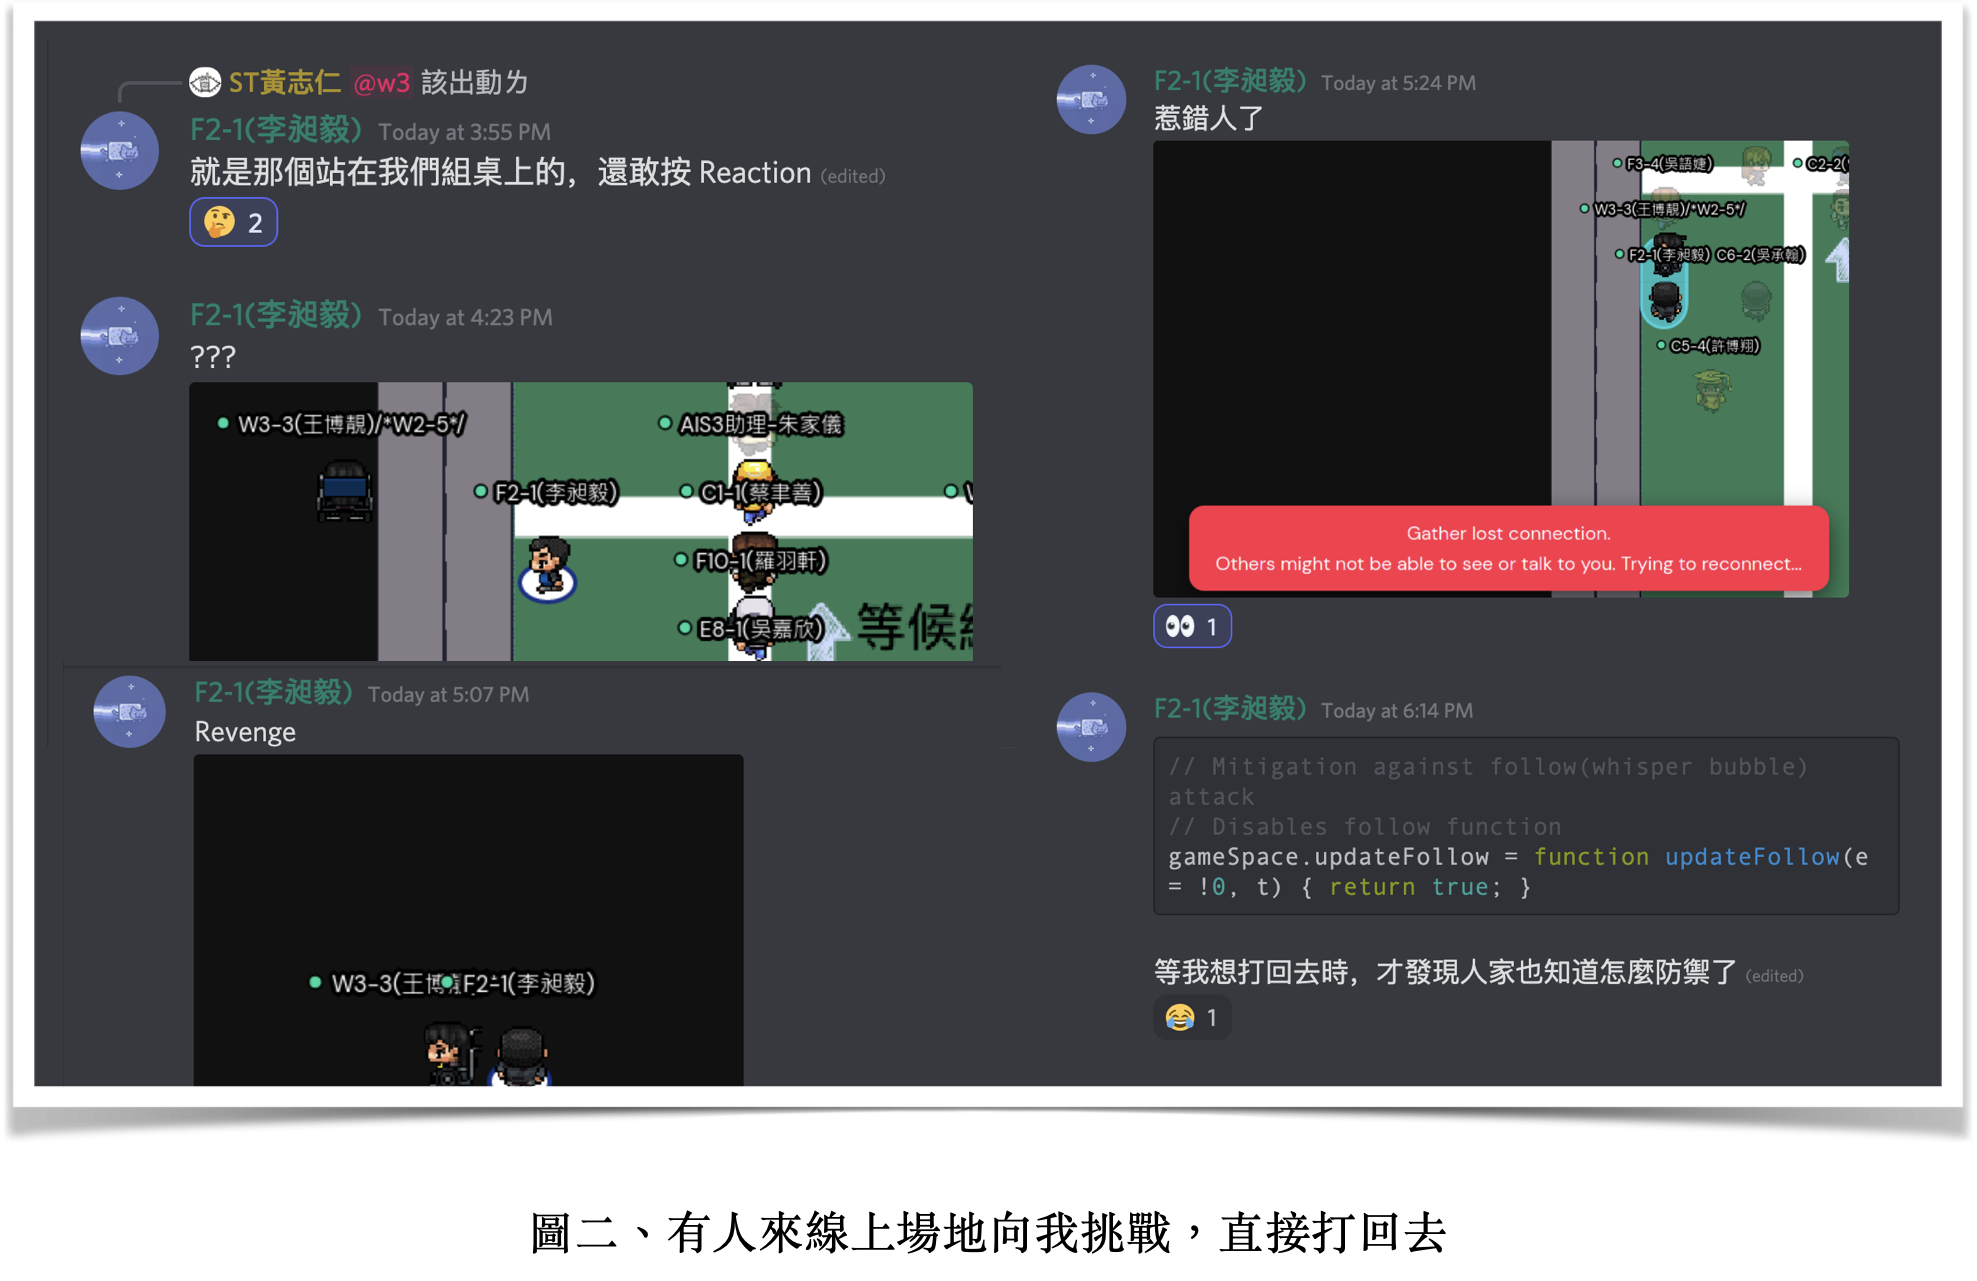 ST黃志仁 @w3 該出動ㄌ
F2-1(李昶毅) Today at 3:55 PM
就是那個站在我們組桌上的，還敢按 Reaction (edited)
2
F2-1(李昶毅) Today at 4:23 PM
???
W3-3(王博靚)/*W2-5*/
AIS3助理-朱家儀
F2-1(李昶毅)
C1-1(蔡聿善)
F10-1(羅羽軒)
E8-1(吳嘉欣)
等候
F2-1(李昶毅) Today at 5:07 PM
Revenge
W3-3(王博
F2-1(李昶毅)
F2-1(李昶毅) Today at 5:24 PM
惹錯人了
F3-4(吳語婕)
C2-2(
W3-3(王博靚)/*W2-5*/
F2-1(李昶毅) C6-2(吳承翰)
C5-4(許博翔)
Gather lost connection.
Others might not be able to see or talk to you. Trying to reconnect...
1
F2-1(李昶毅) Today at 6:14 PM
// Mitigation against follow(whisper bubble)
attack
// Disables follow function
gameSpace.updateFollow = function updateFollow(e
= !0, t) { return true; }
等我想打回去時，才發現人家也知道怎麼防禦了 (edited)
1
圖二、有人來線上場地向我挑戰，直接打回去